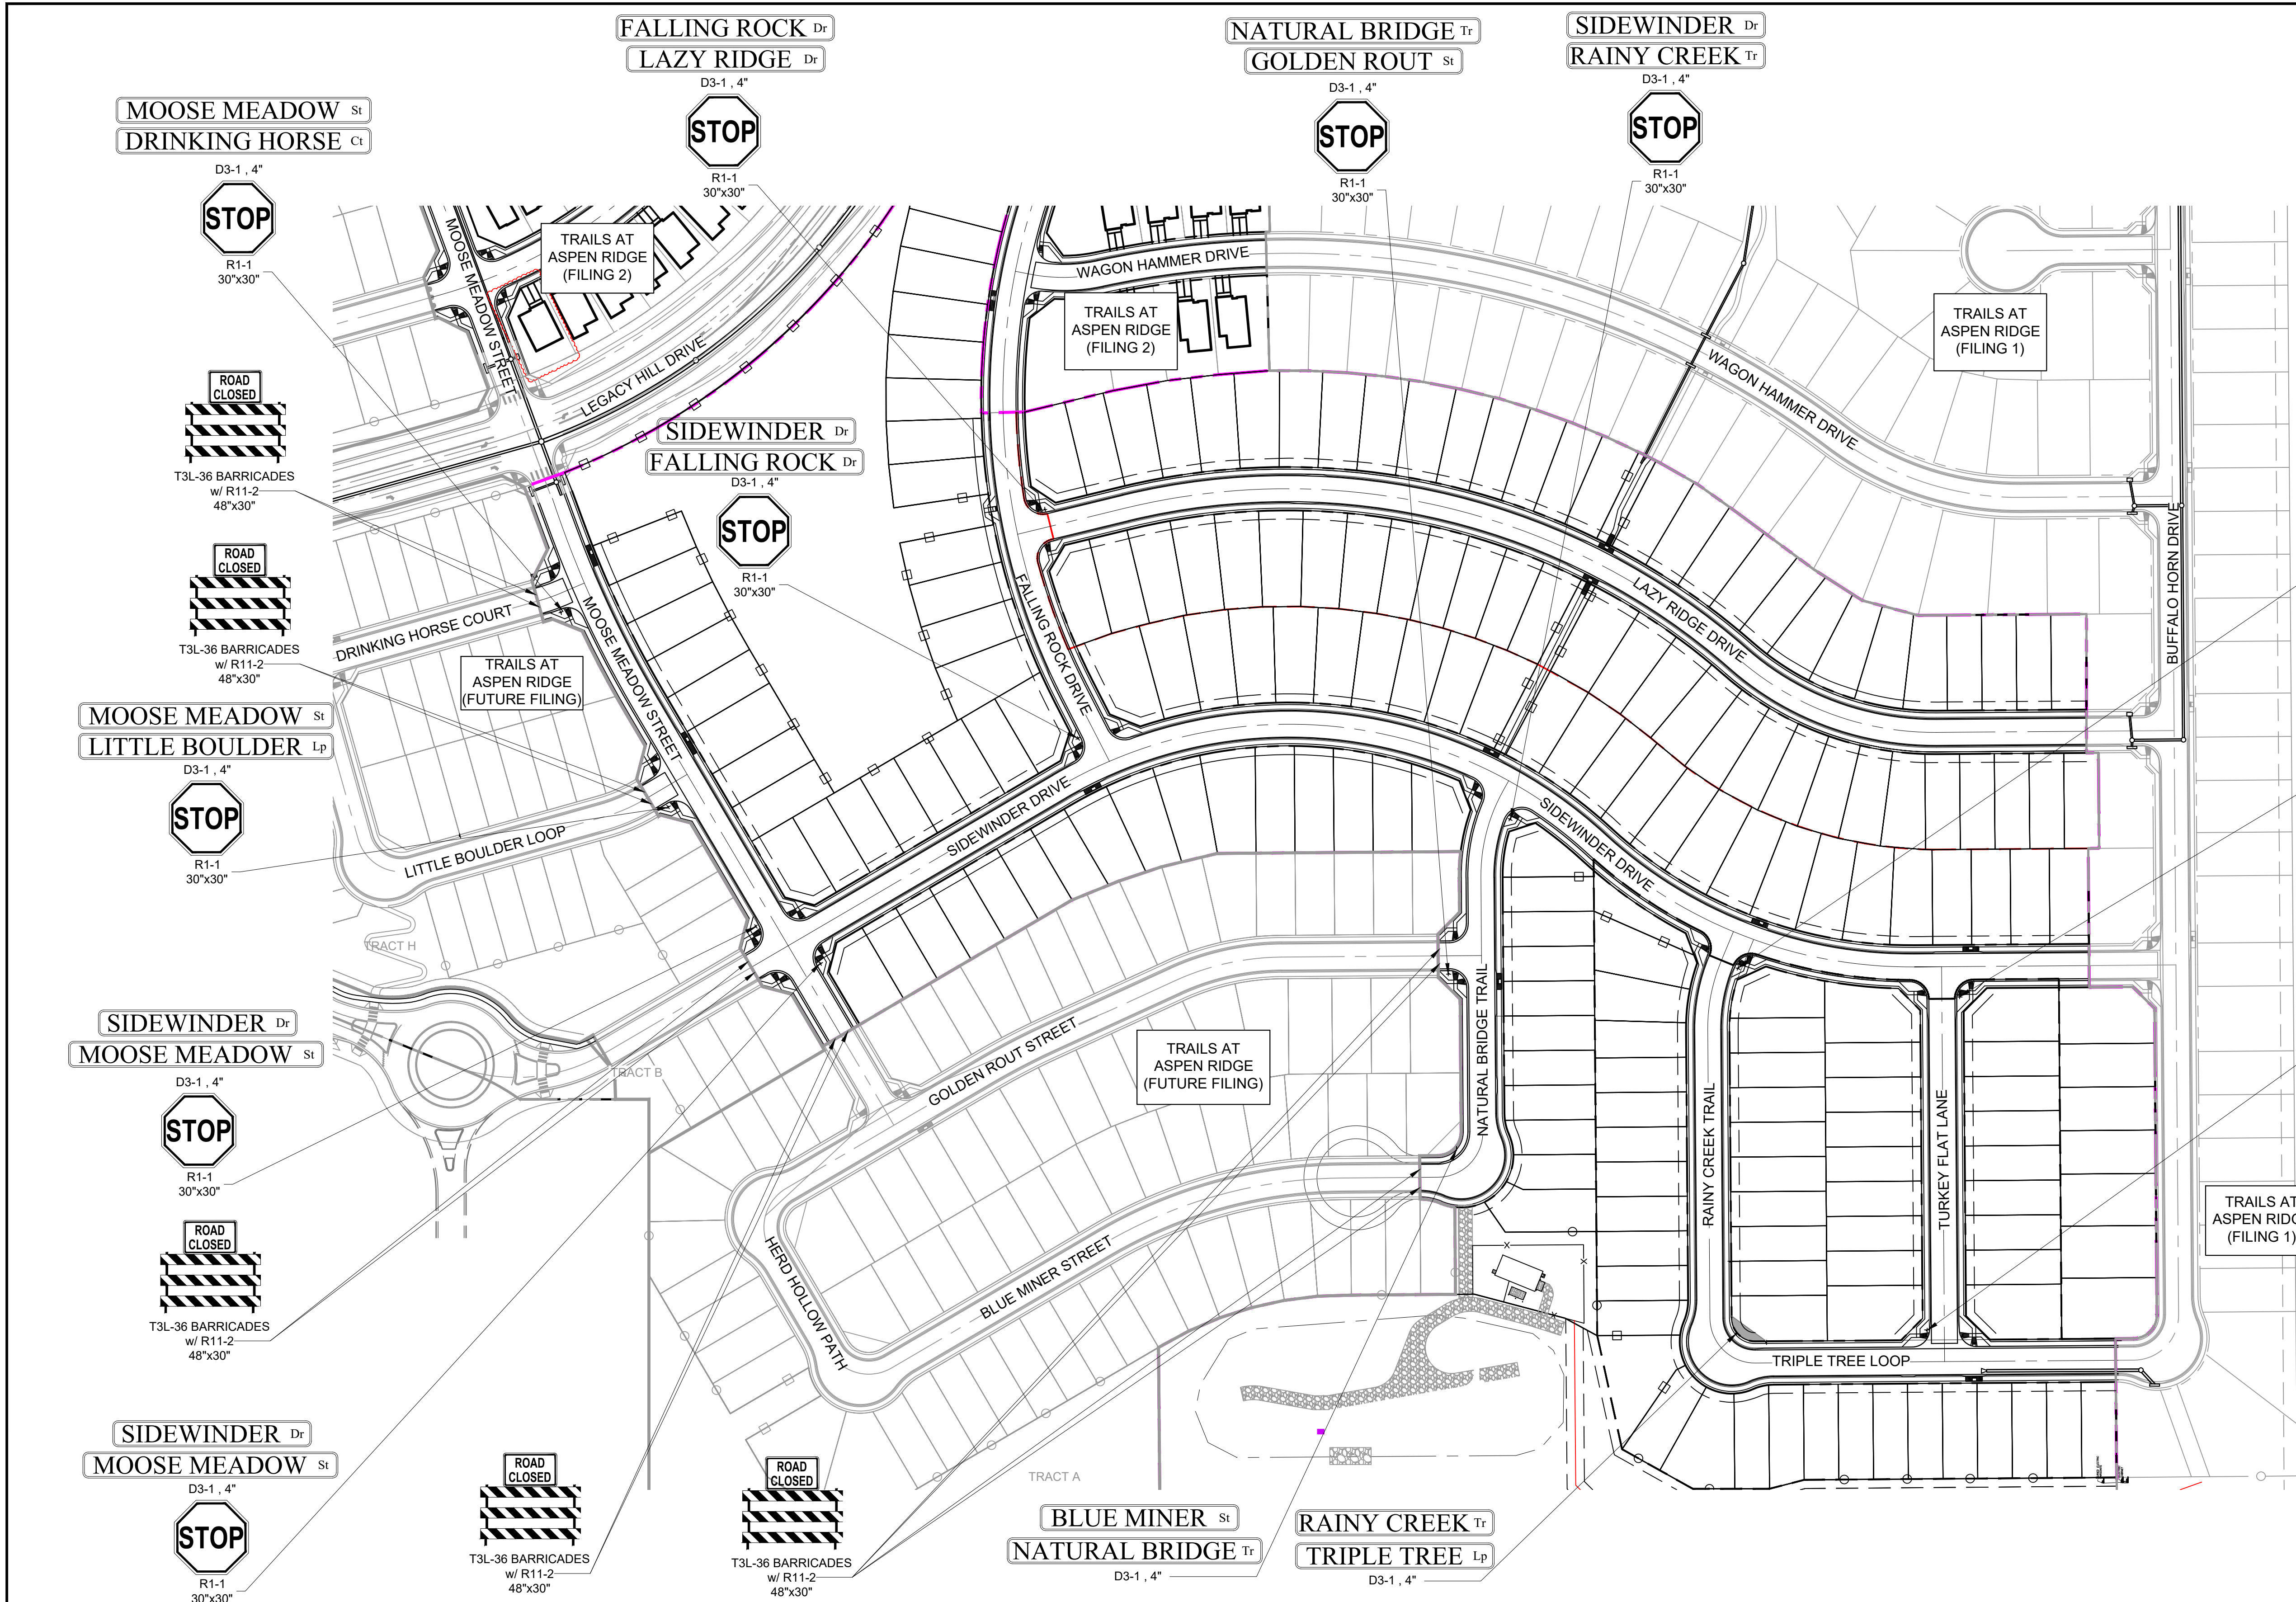 FALLING ROCK Dr
LAZY RIDGE Dr
D3-1 , 4"
STOP
R1-1
30"x30"
NATURAL BRIDGE Tr
GOLDEN ROUT St
D3-1 , 4"
STOP
R1-1
30"x30"
SIDEWINDER Dr
RAINY CREEK Tr
D3-1 , 4"
STOP
R1-1
30"x30"
MOOSE MEADOW St
DRINKING HORSE Ct
D3-1 , 4"
STOP
R1-1
30"x30"
MOOSE MEADOW STREET
TRAILS AT
ASPEN RIDGE
(FILING 2)
LEGACY HILL DRIVE
WAGON HAMMER DRIVE
TRAILS AT
ASPEN RIDGE
(FILING 2)
WAGON HAMMER DRIVE
TRAILS AT
ASPEN RIDGE
(FILING 1)
BUFFALO HORN DRIVE
ROAD
CLOSED
T3L-36 BARRICADES
w/ R11-2
48"x30"
SIDEWINDER Dr
FALLING ROCK Dr
D3-1 , 4"
STOP
R1-1
30"x30"
ROAD
CLOSED
T3L-36 BARRICADES
w/ R11-2
48"x30"
DRINKING HORSE COURT
MOOSE MEADOW STREET
TRAILS AT
ASPEN RIDGE
(FUTURE FILING)
FALLING ROCK DRIVE
LAZY RIDGE DRIVE
MOOSE MEADOW St
LITTLE BOULDER Lp
D3-1 , 4"
STOP
R1-1
30"x30"
LITTLE BOULDER LOOP
SIDEWINDER DRIVE
SIDEWINDER DRIVE
TRACT H
SIDEWINDER Dr
MOOSE MEADOW St
D3-1 , 4"
STOP
R1-1
30"x30"
TRACT B
GOLDEN ROUT STREET
TRAILS AT
ASPEN RIDGE
(FUTURE FILING)
NATURAL BRIDGE TRAIL
RAINY CREEK TRAIL
TURKEY FLAT LANE
TRAILS AT
ASPEN RIDG
(FILING 1)
ROAD
CLOSED
T3L-36 BARRICADES
w/ R11-2
48"x30"
HERD HOLLOW PATH
BLUE MINER STREET
TRIPLE TREE LOOP
SIDEWINDER Dr
MOOSE MEADOW St
D3-1 , 4"
STOP
R1-1
30"x30"
ROAD
CLOSED
T3L-36 BARRICADES
w/ R11-2
48"x30"
ROAD
CLOSED
T3L-36 BARRICADES
w/ R11-2
48"x30"
TRACT A
BLUE MINER St
NATURAL BRIDGE Tr
D3-1 , 4"
RAINY CREEK Tr
TRIPLE TREE Lp
D3-1 , 4"